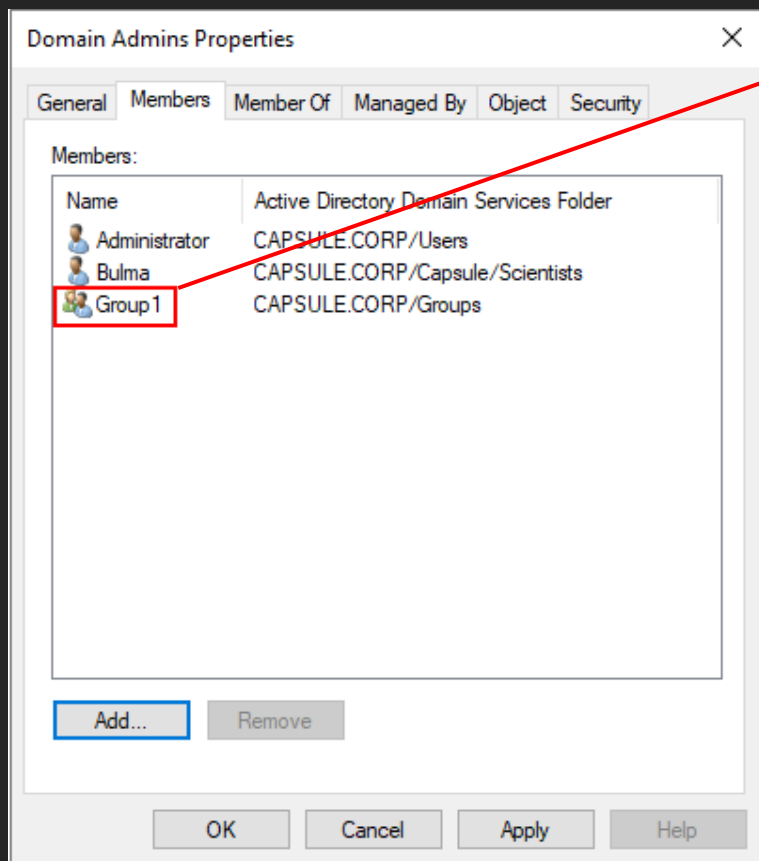 Domain Admins Properties
General Members Member Of Managed By Object Security
Members:
Name Active Directory Domain Services Folder
Administrator CAPSULE.CORP/Users
Bulma CAPSULE.CORP/Capsule/Scientists
Group1 CAPSULE.CORP/Groups
Add... Remove
OK Cancel Apply Help